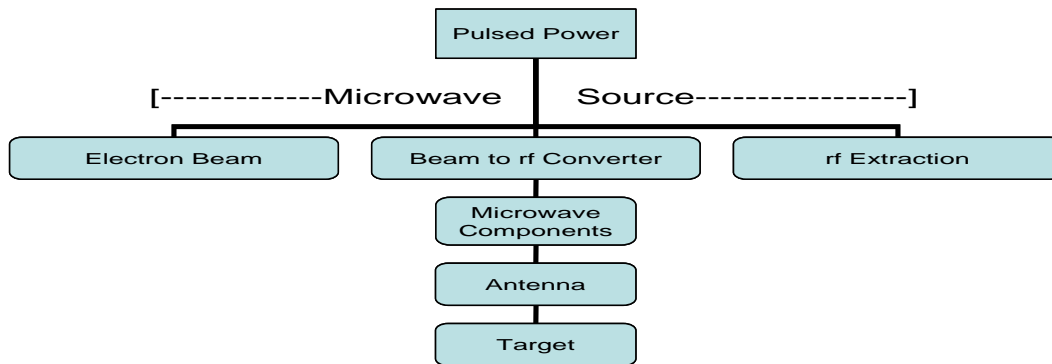 Pulsed Power
[-------------Microwave Source-----------------]
Electron Beam
Beam to rf Converter
rf Extraction
Microwave
Components
Antenna
Target